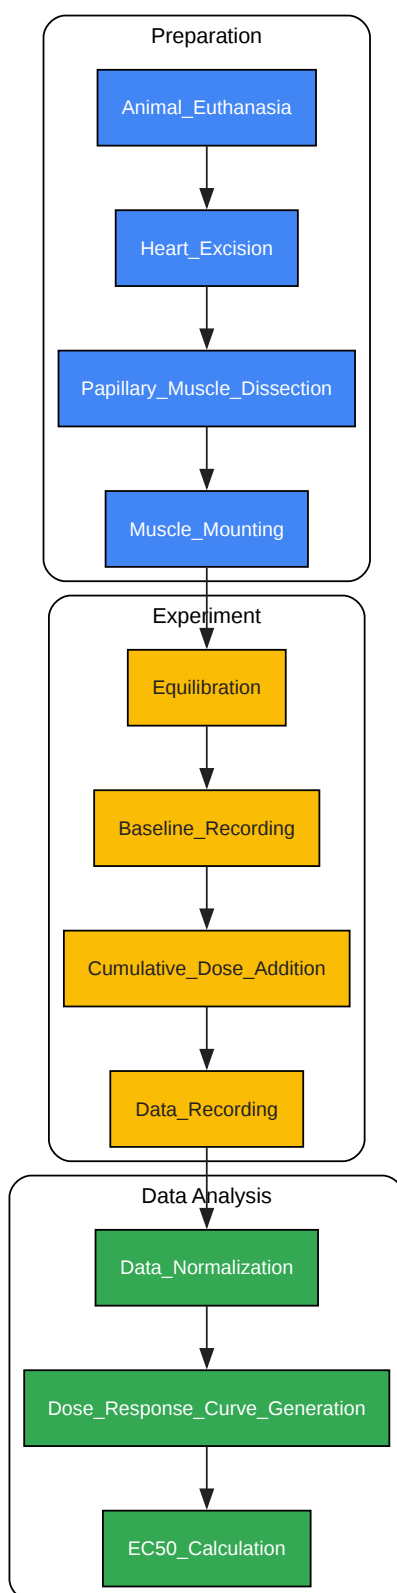 Preparation
Animal_Euthanasia
Heart_Excision
Papillary_Muscle_Dissection
Muscle_Mounting
Experiment
Equilibration
Baseline_Recording
Cumulative_Dose_Addition
Data_Recording
Data Analysis
Data_Normalization
Dose_Response_Curve_Generation
EC50_Calculation